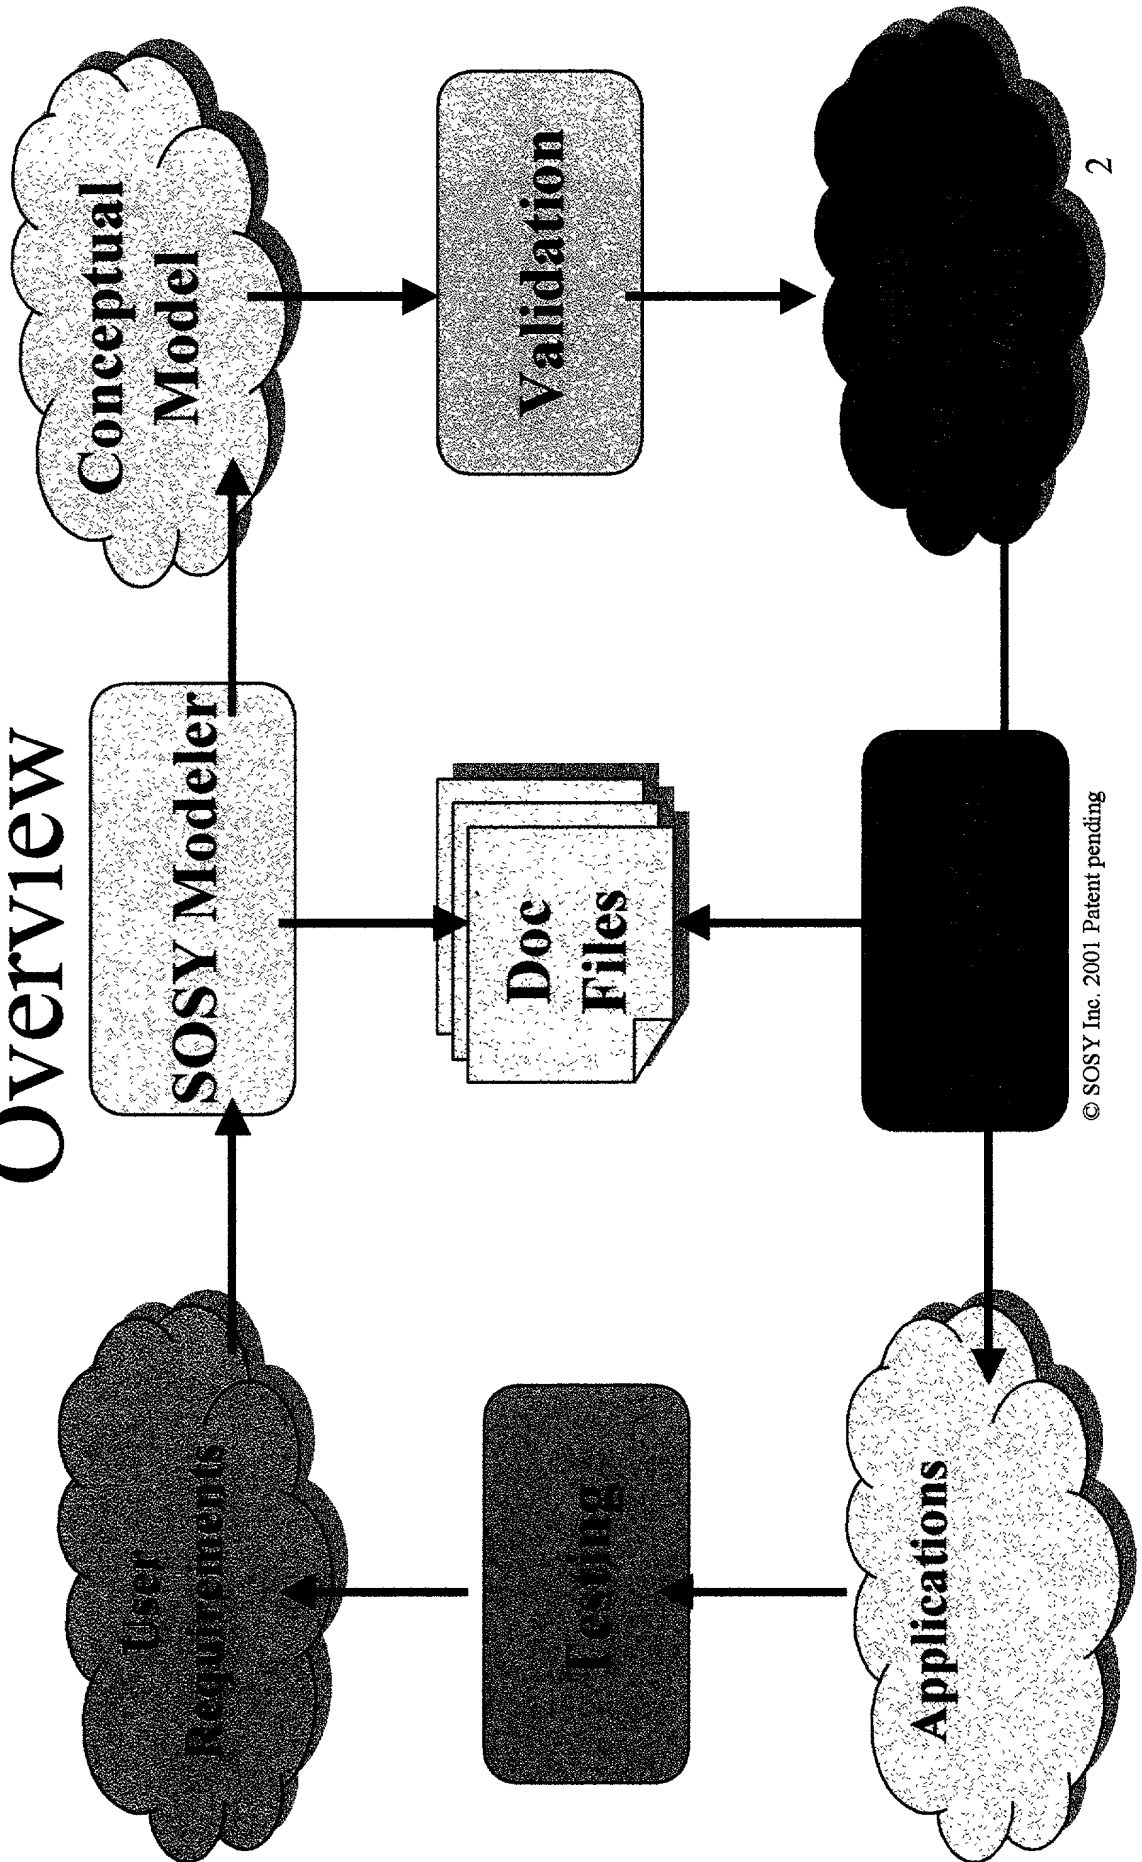 Overview
User
Requirements
SOSY Modeler
Conceptual
Model
Testing
Doc
Files
Validation
Applications
© SOSY Inc. 2001 Patent pending
2